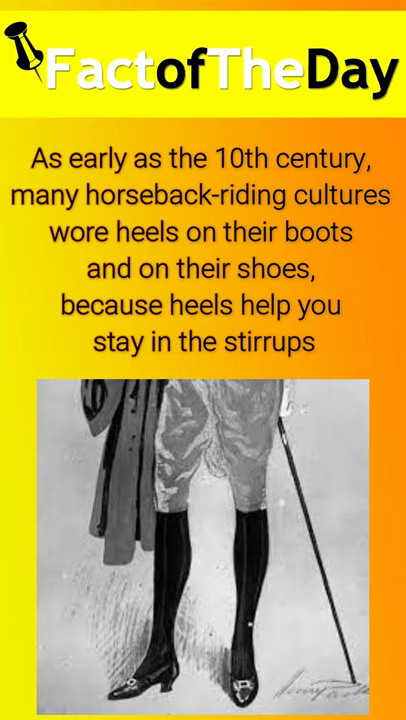 FactofTheDay
As early as the 10th century,
many horseback-riding cultures
wore heels on their boots
and on their shoes,
because heels help you
stay in the stirrups